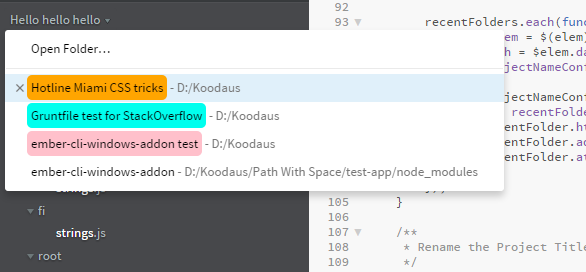 Hello hello hello
Open Folder…
× Hotline Miami CSS tricks - D:/Koodaus
Gruntfile test for StackOverflow - D:/Koodaus
ember-cli-windows-addon test - D:/Koodaus
ember-cli-windows-addon - D:/Koodaus/Path With Space/test-app/node_modules
strings.js
fi
strings.js
root
92
93 recentFolders.each(func
em = $(elem)
h = $elem.da
jectNameCont
jectNameCont
recentFolde
entFolder.ht
entFolder.ad
entFolder.at
105 }
106
107 /**
108 * Rename the Project Titl
109 */